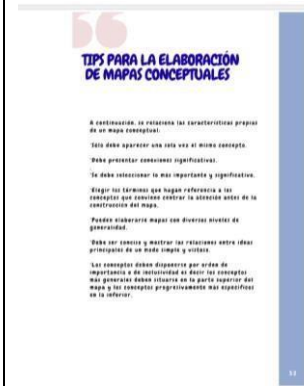 TIPS PARA LA ELABORACIÓN
DE MAPAS CONCEPTUALES
A continuación, se relaciona las características propias
de un mapa conceptual:
Sólo debe aparecer una sola vez el mismo concepto.
Debe presentar conexiones significativas.
Se debe seleccionar lo más importante y significativo.
Elegir los términos que hagan referencia a los
conceptos que conviene centrar la atención antes de la
construcción del mapa.
Pueden elaborarse mapas con diversos niveles de
generalidad.
Debe ser conciso y mostrar las relaciones entre ideas
principales de un modo simple y vistoso.
Los conceptos deben disponerse por orden de
importancia o de inclusividad es decir los conceptos
más generales deben situarse en la parte superior del
mapa y los conceptos progresivamente más específicos
en la inferior.